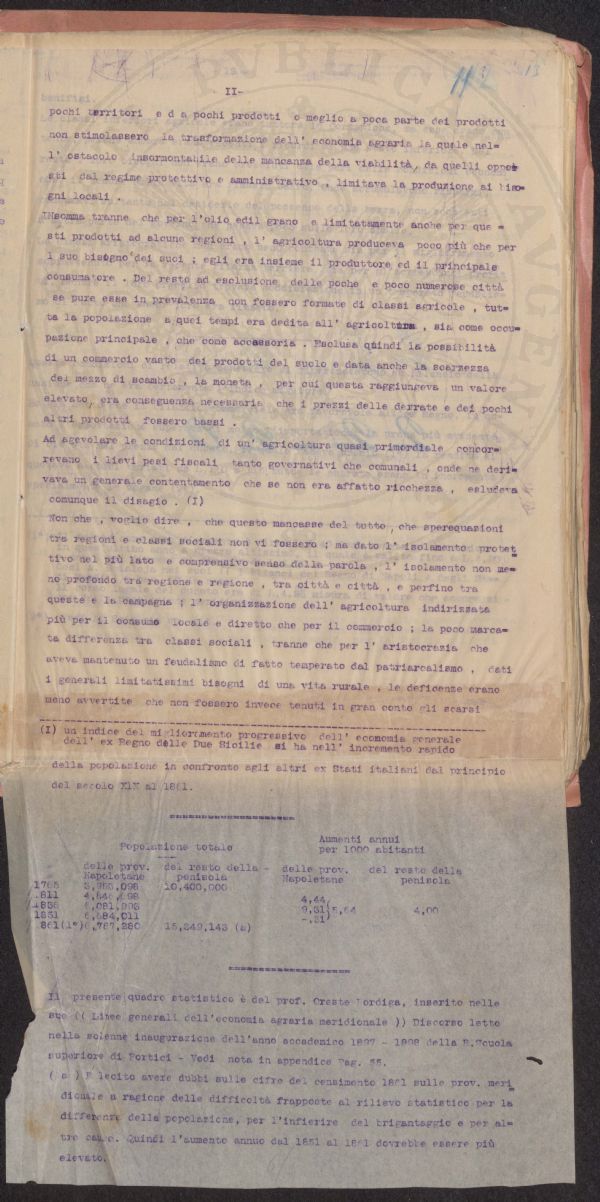 II-
112
13
pochi territori e d a pochi prodotti o meglio a poca parte dei prodotti
non stimolassero la trasformazione dell' economia agraria la quale nel=
l' ostacolo insormontabile delle mancanza della viabilità, da quelli oppo=
sti dal regime protettivo e amministrativo , limitava la produzione ai biso=
gni locali .
INsomma tranne che per l'olio edil grano e limitatamente anche per que =
sti prodotti ad alcune regioni , l' agricoltura produceva poco più che per
l suo bisogno dei suoi ; egli era insieme il produttore ed il principale
consumatore . Del resto ad esclusione delle poche e poco numerose città
se pure esse in prevalenza non fossero formate di classi agricole , tut=
ta la popolazione a quei tempi era dedita all' agricoltura , sia come occu=
pazione principale , che come accessoria . Esclusa quindi la possibilità
di un commercio vasto dei prodotti del suolo e data anche la scarzezza
del mezzo di scambio , la moneta , per cui questa raggiungeva un valore
elevato, era conseguenza necessaria che i prezzi delle derrate e dei pochi
altri prodotti fossero bassi .
Ad agevolare le condizioni di un' agricoltura quasi primordiale concor=
revano i lievi pesi fiscali tanto governativi che comunali , onde ne deri=
vava un generale contentamento che se non era affatto ricchezza , esludeva
comunque il disagio . (I)
Non che , voglio dire , che questo mancasse del tutto , che sperequazioni
tra regioni e classi sociali non vi fossero ; ma dato l' isolamento protet
tivo nel più lato e comprensivo senso della parola , l' isolamento non me=
no profondo tra regione e regione , tra città e città , e perfino tra
queste e la campagna ; l' organizzazione dell' agricoltura indirizzata
più per il consumo locale e diretto che per il commercio ; la poco marca=
ta differenza tra classi sociali , tranne che per l' aristocrazia che
aveva mantenuto un feudalismo di fatto temperato dal patriarcalismo , dati
i generali limitatissimi bisogni di una vita rurale , le deficenze erano
meno avvertite che non fossero invece tenuti in gran conto gli scarsi
(I) un indice del miglioramento progressivo dell' economia generale
dell' ex Regno delle Due Sicilie si ha nell' incremento rapido
della popolazione in confronto agli altri ex Stati italiani dal principio
del secolo XIX al 1861.
Popolazione totale Aumenti annui
per 1000 abitanti
delle prov. del resto della - delle prov. del resto della
Napoletane penisola Napoletane penisola
10,400,000
4,44
5,64 4,00
1851 6,684,011
861(1°)6,787,280 15,249,143 (a)
Il presente quadro statistico è del prof. Oreste Bordiga, inserito nelle
sue (( Linee generali dell'economia agraria meridionale )) Discorso letto
nella solenne inaugurazione dell'anno accademico 1897 - 1898 della R.Scuola
superiore di Portici - Vedi nota in appendice Pag. 55.
( a ) E lecito avere dubbi sulle cifre del censimento 1861 sulle prov. meri
dionale a ragione delle difficoltà frapposte al rilievo statistico per la
differenza della popolazione, per l'infierire del brigantaggio e per al=
tre cause. Quindi l'aumento annuo dal 1851 al 1861 dovrebbe essere più
elevato.